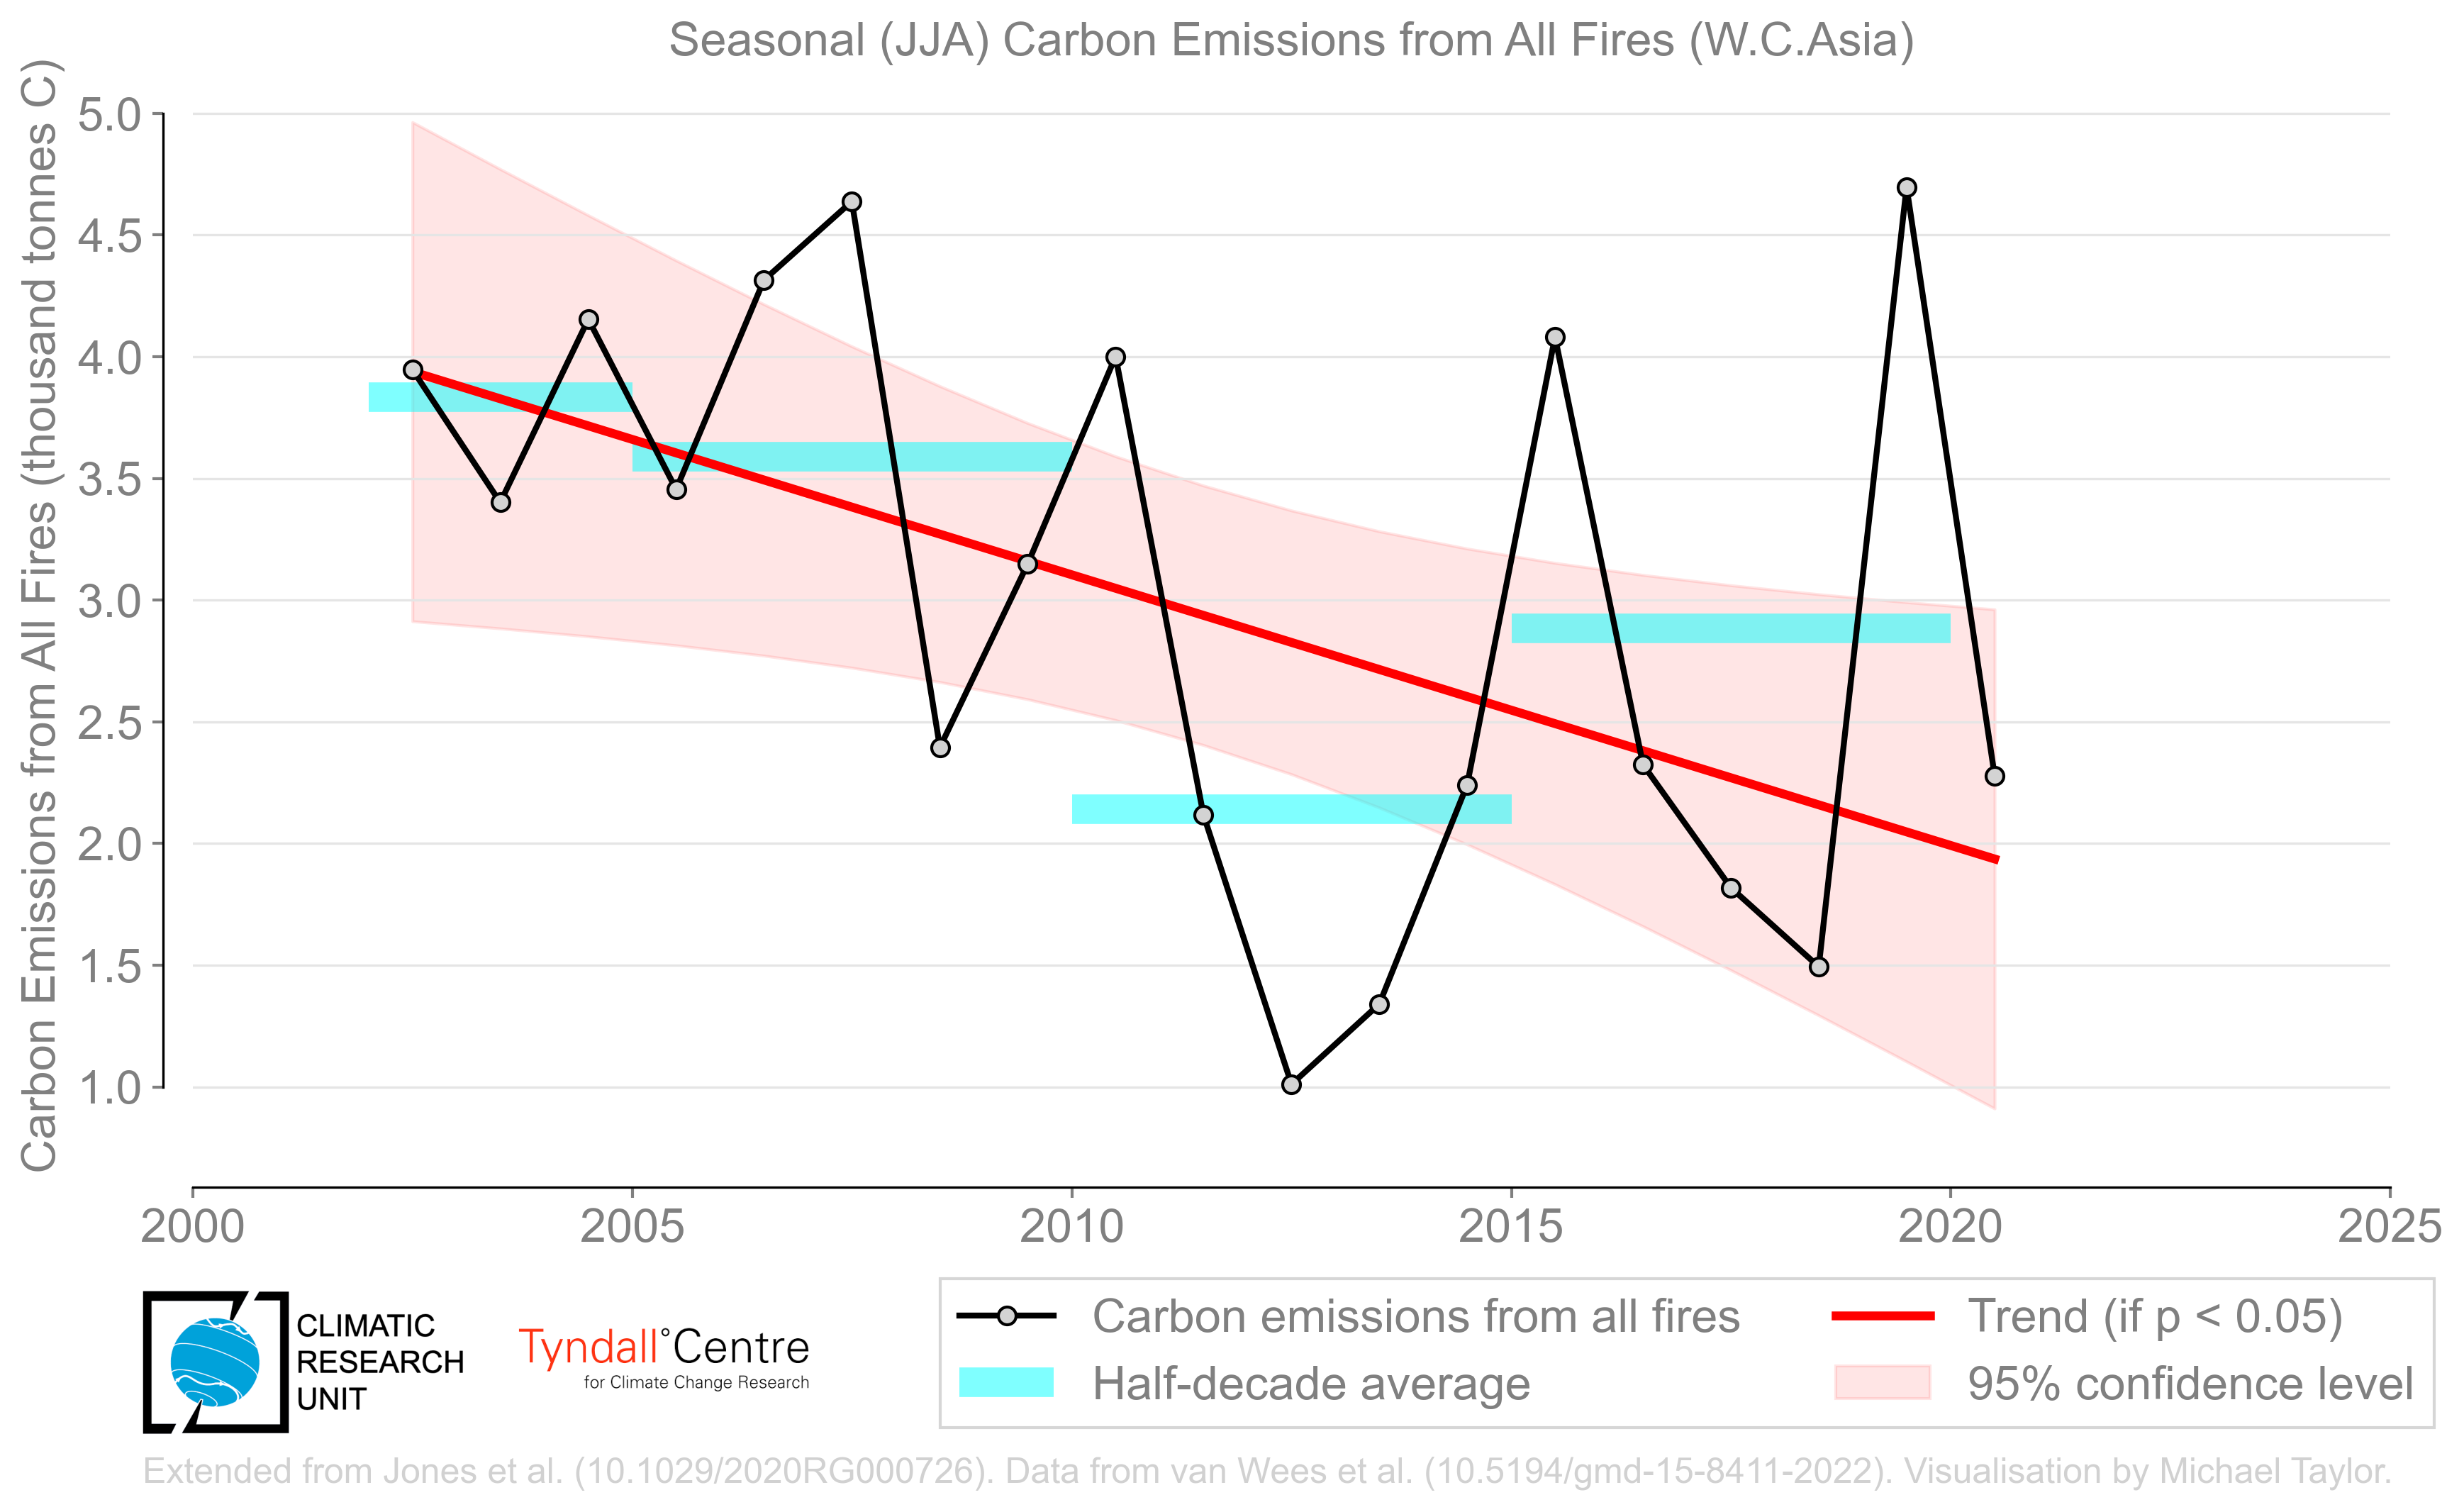 Seasonal (JJA) Carbon Emissions from All Fires (W.C.Asia)
Carbon Emissions from All Fires (thousand tonnes C)
5.0
4.5
4.0
3.5
3.0
2.5
2.0
1.5
1.0
2000 2005 2010 2015 2020 2025
CLIMATIC
RESEARCH
UNIT
Tyndall°Centre
for Climate Change Research
Carbon emissions from all fires
Half-decade average
Trend (if p < 0.05)
95% confidence level
Extended from Jones et al. (10.1029/2020RG000726). Data from van Wees et al. (10.5194/gmd-15-8411-2022). Visualisation by Michael Taylor.